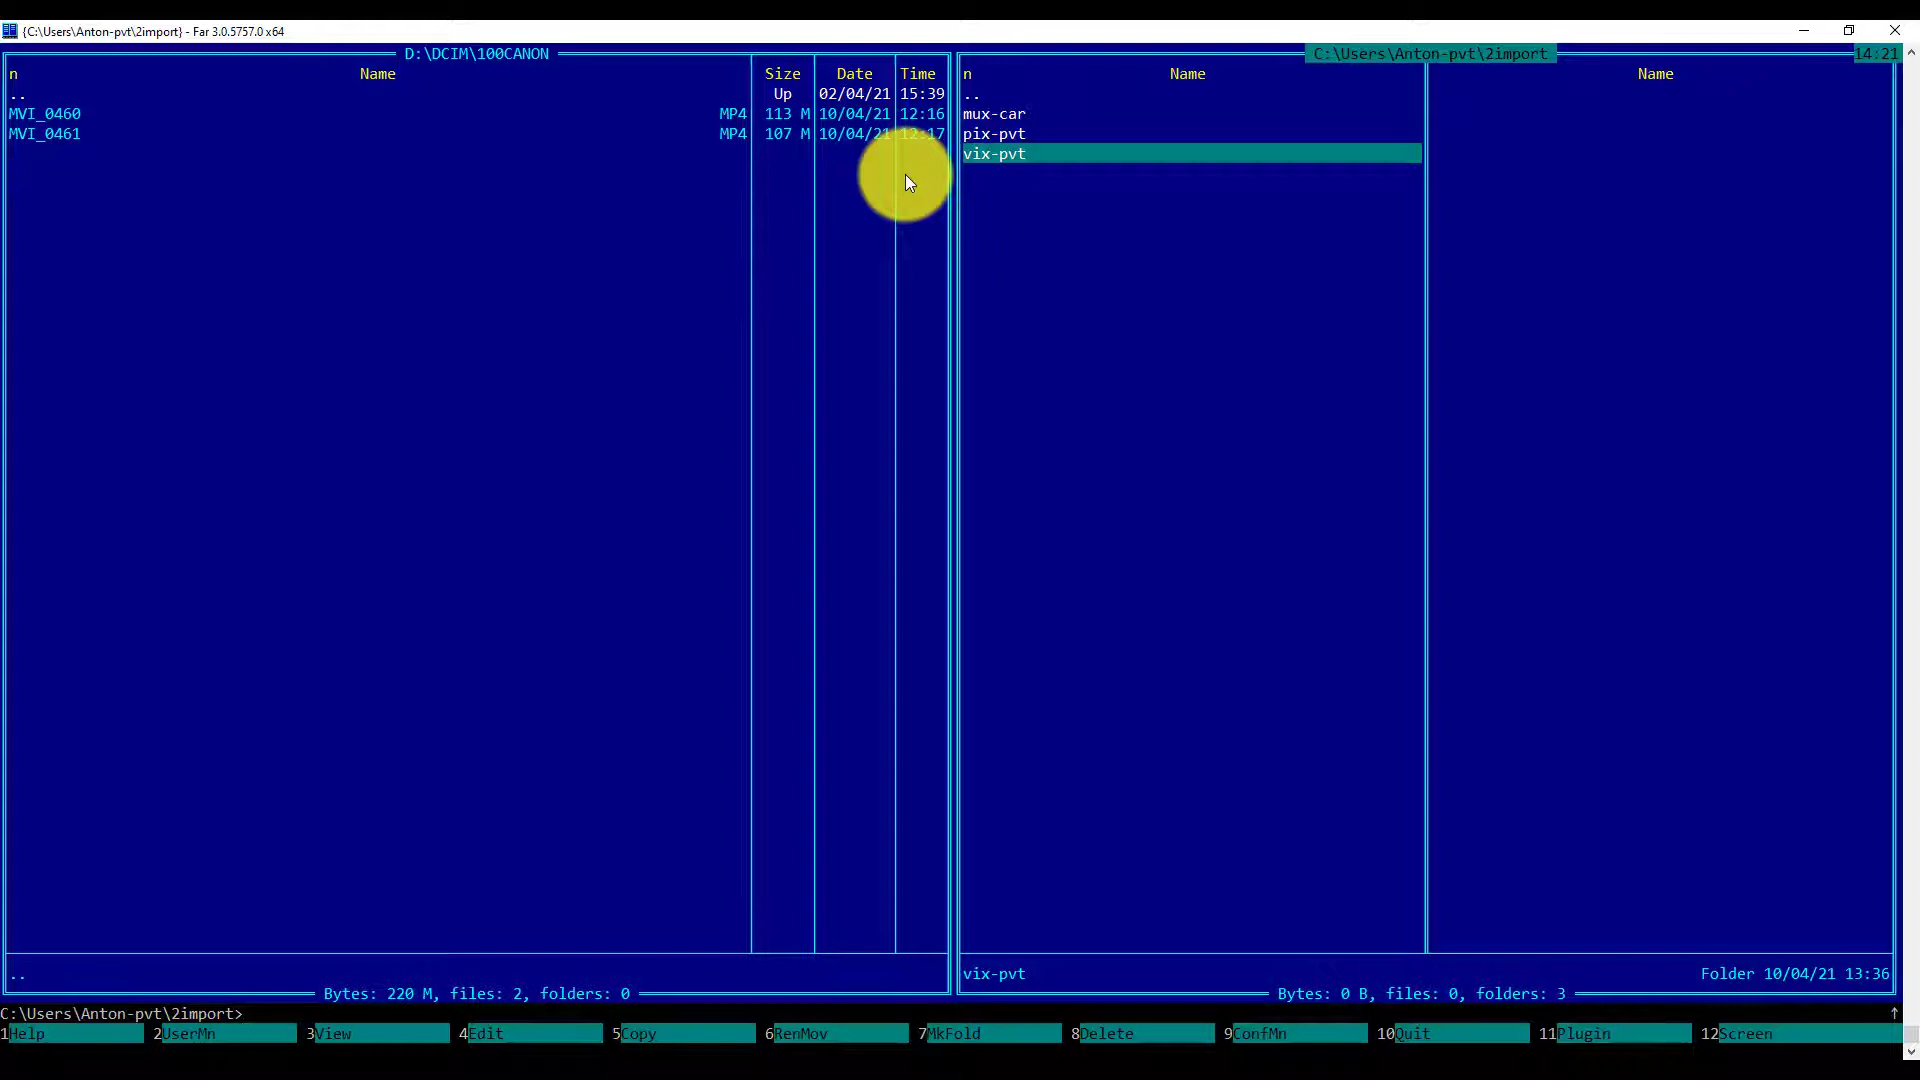 {C:\Users\Anton-pvt\2import} - Far 3.0.5757.0 x64
D:\DCIM\100CANON
n Name Size Date Time
.. Up 02/04/21 15:39
MVI_0460 MP4 113 M 10/04/21 12:16
MVI_0461 MP4 107 M 10/04/21 12:17
..
Bytes: 220 M, files: 2, folders: 0
C:\Users\Anton-pvt\2import 14:21
n Name Name
..
mux-car
pix-pvt
vix-pvt
vix-pvt Folder 10/04/21 13:36
Bytes: 0 B, files: 0, folders: 3
C:\Users\Anton-pvt\2import>
1Help 2UserMn 3View 4Edit 5Copy 6RenMov 7MkFold 8Delete 9ConfMn 10Quit 11Plugin 12Screen